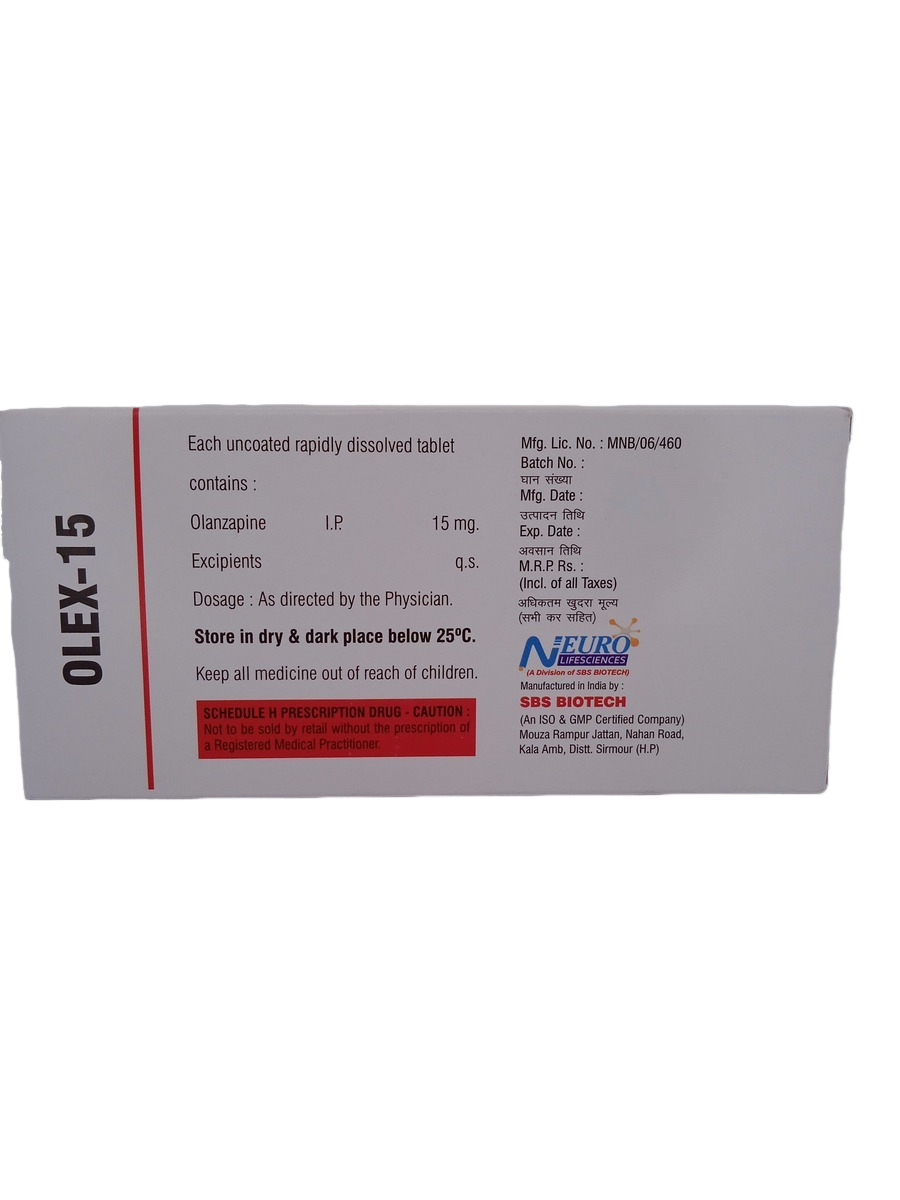 OLEX-15
Each uncoated rapidly dissolved tablet
contains :
Olanzapine I.P. 15 mg.
Excipients q.s.
Dosage : As directed by the Physician.
Store in dry & dark place below 25ºC.
Keep all medicine out of reach of children.
SCHEDULE H PRESCRIPTION DRUG - CAUTION :
Not to be sold by retail without the prescription of
a Registered Medical Practitioner.
Mfg. Lic. No. : MNB/06/460
Batch No. :
घान संख्या
Mfg. Date :
उत्पादन तिथि
Exp. Date :
अवसान तिथि
M.R.P. Rs. :
(Incl. of all Taxes)
अधिकतम खुदरा मूल्य
(सभी कर सहित)
NEURO
LIFESCIENCES
(A Division of SBS BIOTECH)
Manufactured in India by :
SBS BIOTECH
(An ISO & GMP Certified Company)
Mouza Rampur Jattan, Nahan Road,
Kala Amb, Distt. Sirmour (H.P)